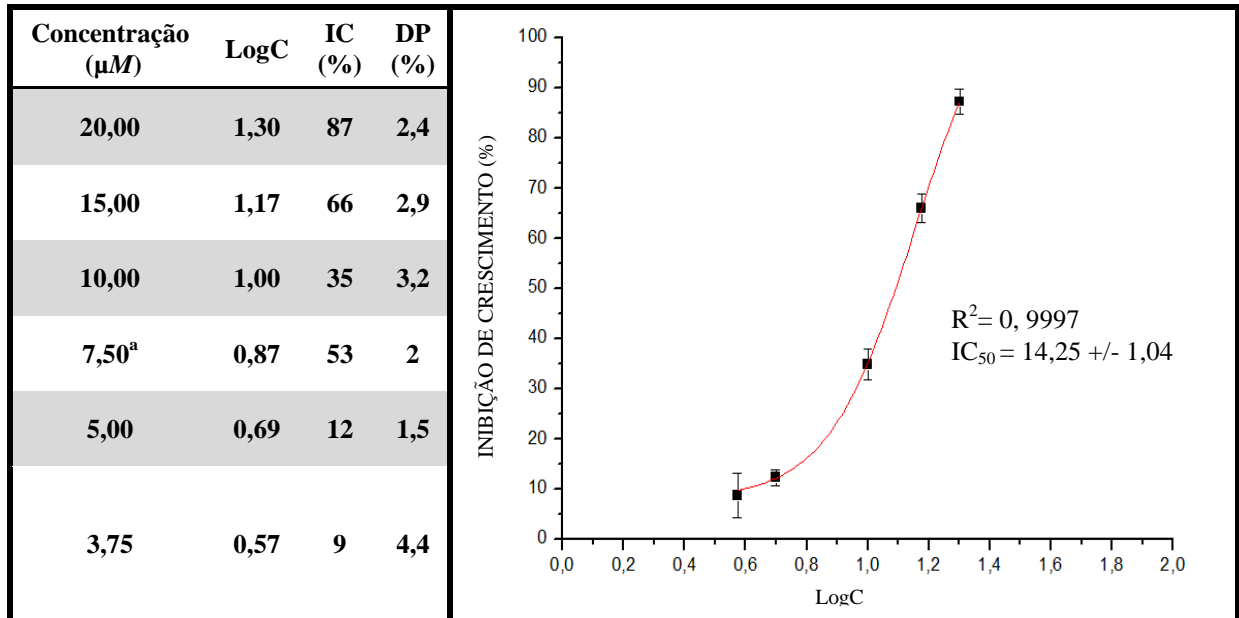 Concentração LogC IC DP
(µM) (%) (%)
20,00 1,30 87 2,4
15,00 1,17 66 2,9
10,00 1,00 35 3,2
7,50ª 0,87 53 2
5,00 0,69 12 1,5
3,75 0,57 9 4,4
INIBIÇÃO DE CRESCIMENTO (%)
100
90
80
70
60
50
40
30
20
10
0
R²= 0, 9997
IC₅₀ = 14,25 +/- 1,04
0,0 0,2 0,4 0,6 0,8 1,0 1,2 1,4 1,6 1,8 2,0
LogC